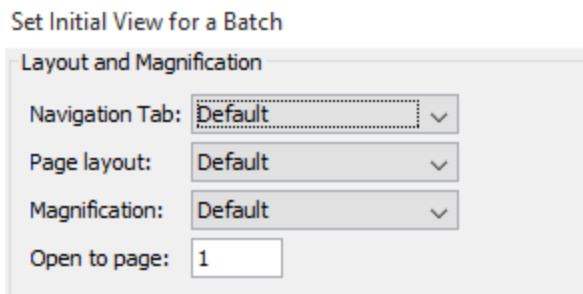 Set Initial View for a Batch
Layout and Magnification
Navigation Tab: Default
Page layout: Default
Magnification: Default
Open to page: 1